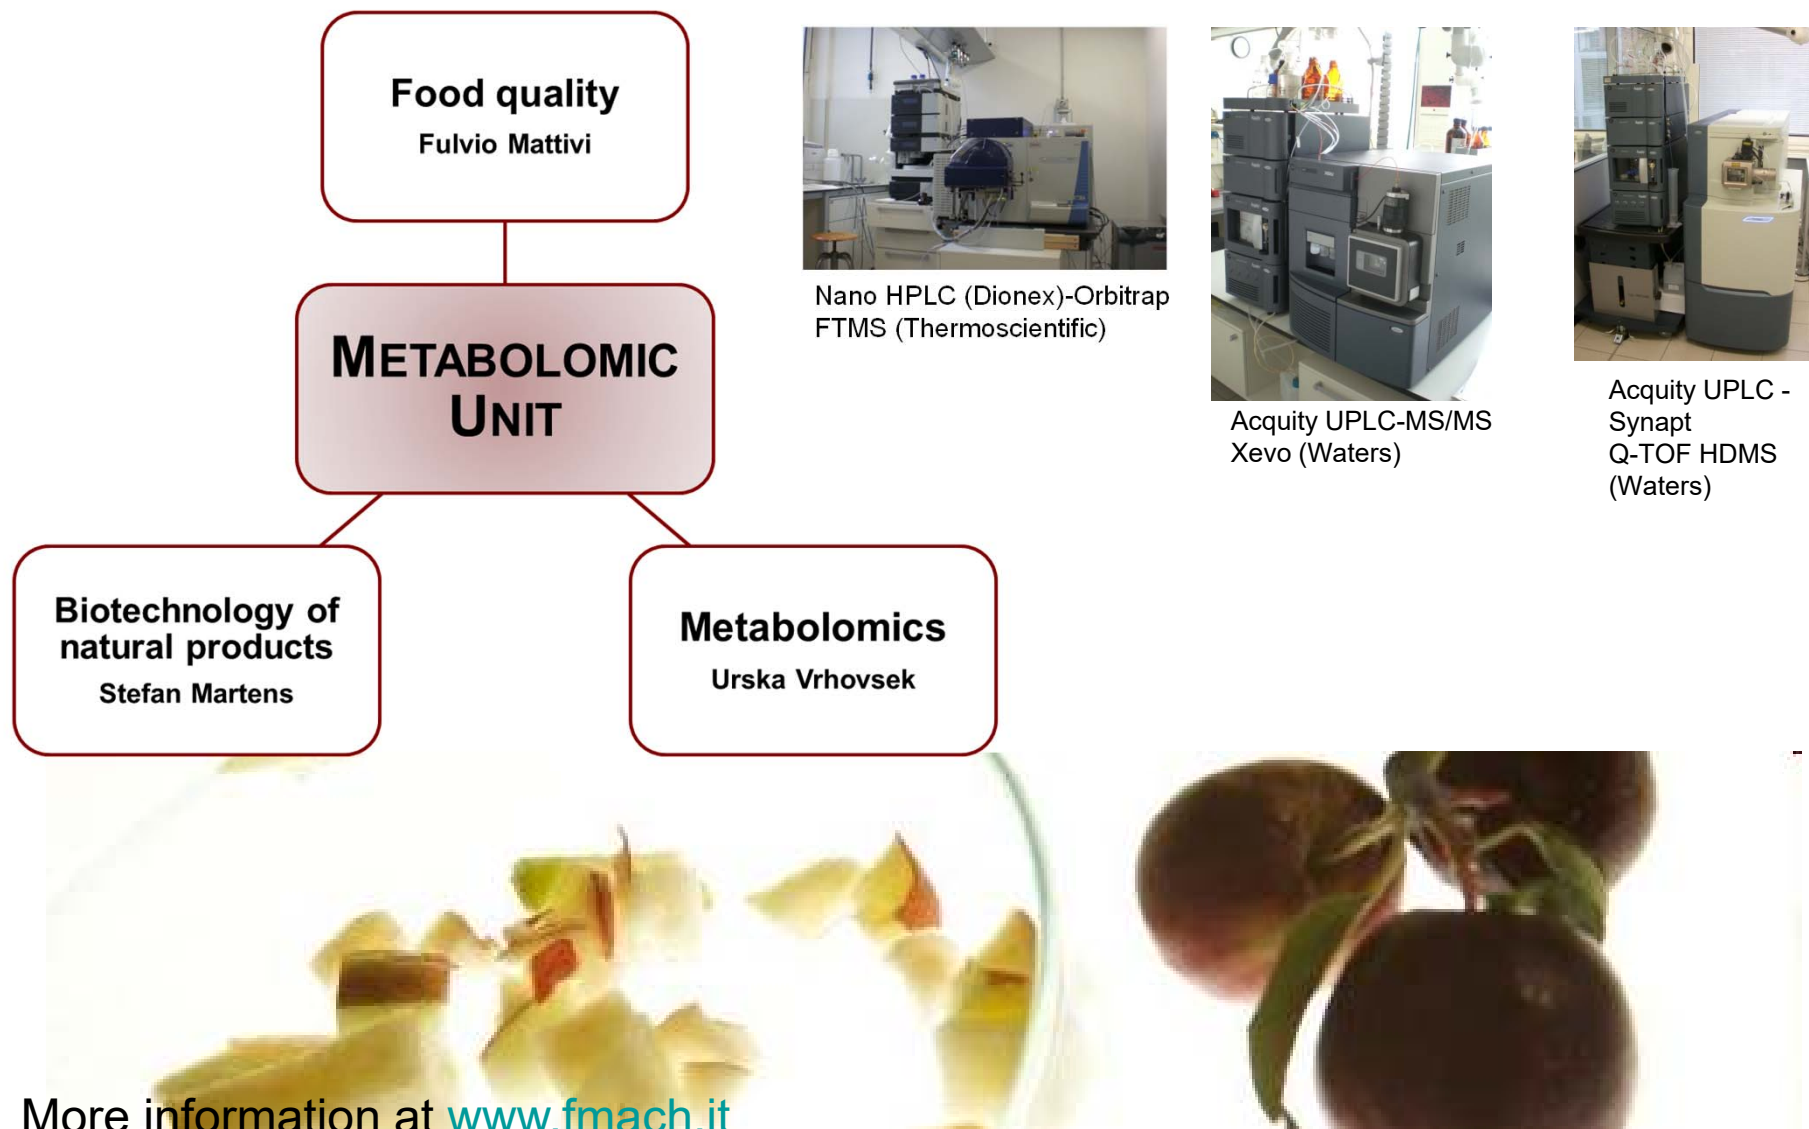 Food quality
Fulvio Mattivi
METABOLOMIC
UNIT
Biotechnology of
natural products
Stefan Martens
Metabolomics
Urska Vrhovsek
Nano HPLC (Dionex)-Orbitrap
FTMS (Thermoscientific)
Acquity UPLC-MS/MS
Xevo (Waters)
Acquity UPLC -
Synapt
Q-TOF HDMS
(Waters)
More information at www.fmach.it